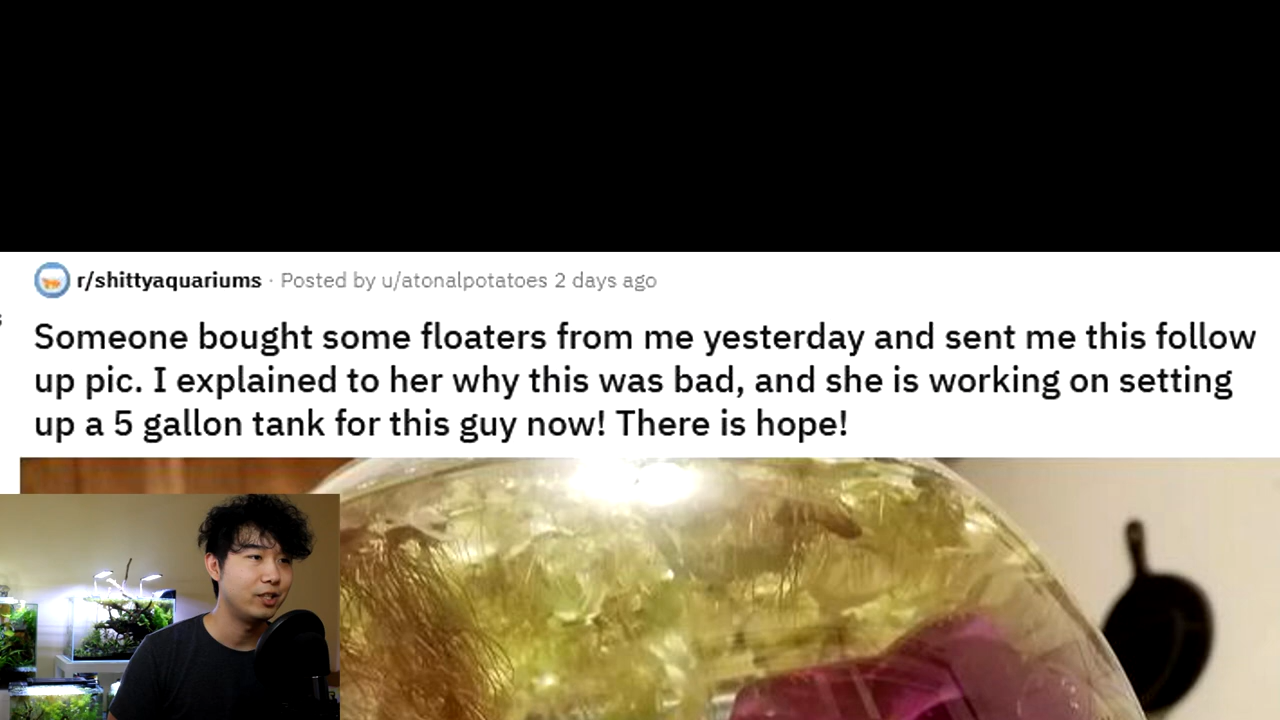 r/shittyaquariums · Posted by u/atonalpotatoes 2 days ago
Someone bought some floaters from me yesterday and sent me this follow
up pic. I explained to her why this was bad, and she is working on setting
up a 5 gallon tank for this guy now! There is hope!